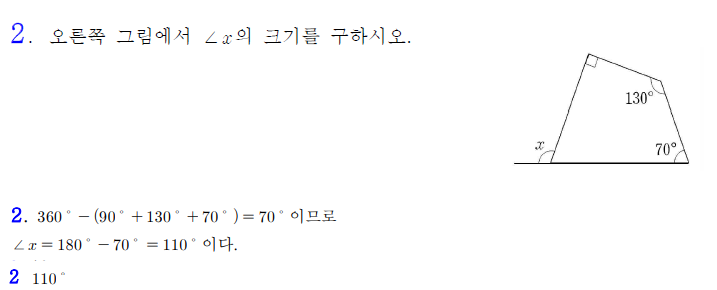 2. 오른쪽 그림에서 ∠x의 크기를 구하시오.
130°
x
70°
2. 360°-(90°+130°+70°)=70°이므로
∠x=180°-70°=110°이다.
2 110°